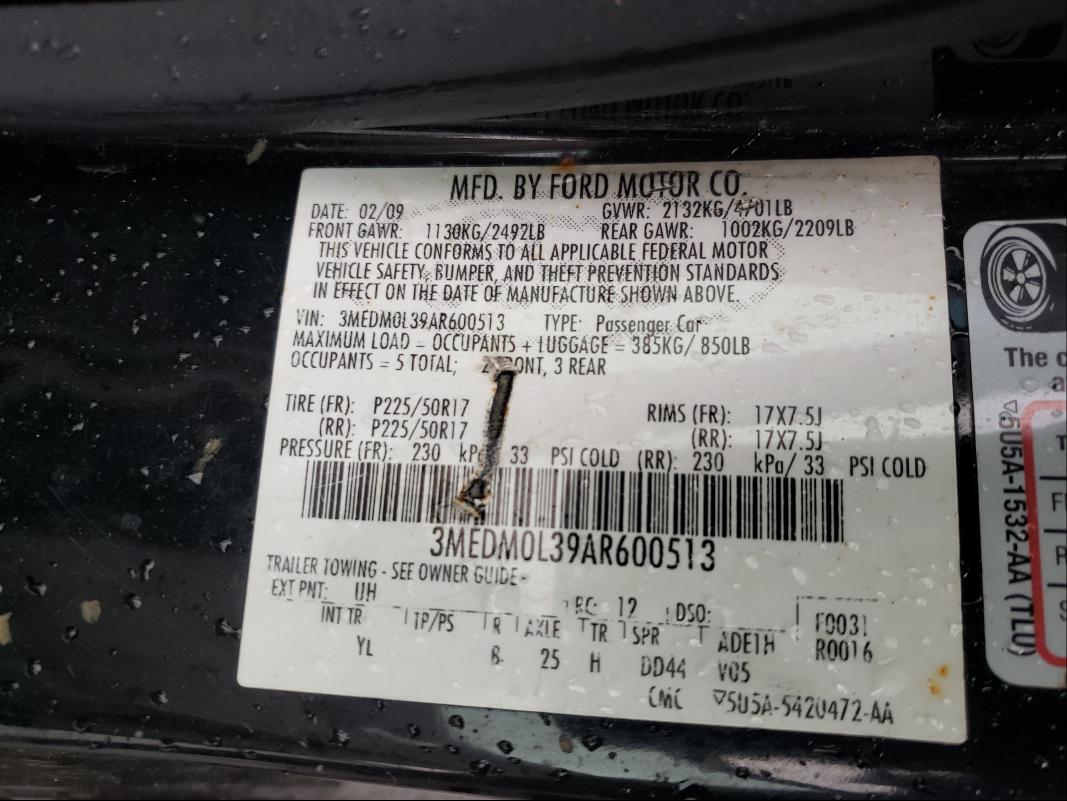 MFD. BY FORD MOTOR CO.
DATE: 02/09 GVWR: 2132KG/4701LB
FRONT GAWR: 1130KG/2492LB REAR GAWR: 1002KG/2209LB
THIS VEHICLE CONFORMS TO ALL APPLICABLE FEDERAL MOTOR
VEHICLE SAFETY, BUMPER, AND THEFT PREVENTION STANDARDS
IN EFFECT ON THE DATE OF MANUFACTURE SHOWN ABOVE.
VIN: 3MEDM0L39AR600513 TYPE: Passenger Car
MAXIMUM LOAD = OCCUPANTS + LUGGAGE = 385KG/ 850LB
OCCUPANTS = 5 TOTAL; 2 3 REAR
TIRE (FR): P225/50R17 RIMS (FR): 17X7.5J
(RR): P225/50R17 (RR): 17X7.5J
PRESSURE (FR): 230 33 PSI COLD (RR): 230 kPa/ 33 PSI COLD
3MEDM0L39AR600513
TRAILER TOWING - SEE OWNER GUIDE -
EXT PNT: UH RC: 12 DSO: F0031
INT TR TP/PS R AXLE TR SPR ADE1H R0016
YL B 25 H DD44 V05
CMC ▽5U5A-5420472-AA
The
▽5U5A-1532-AA (TLU)